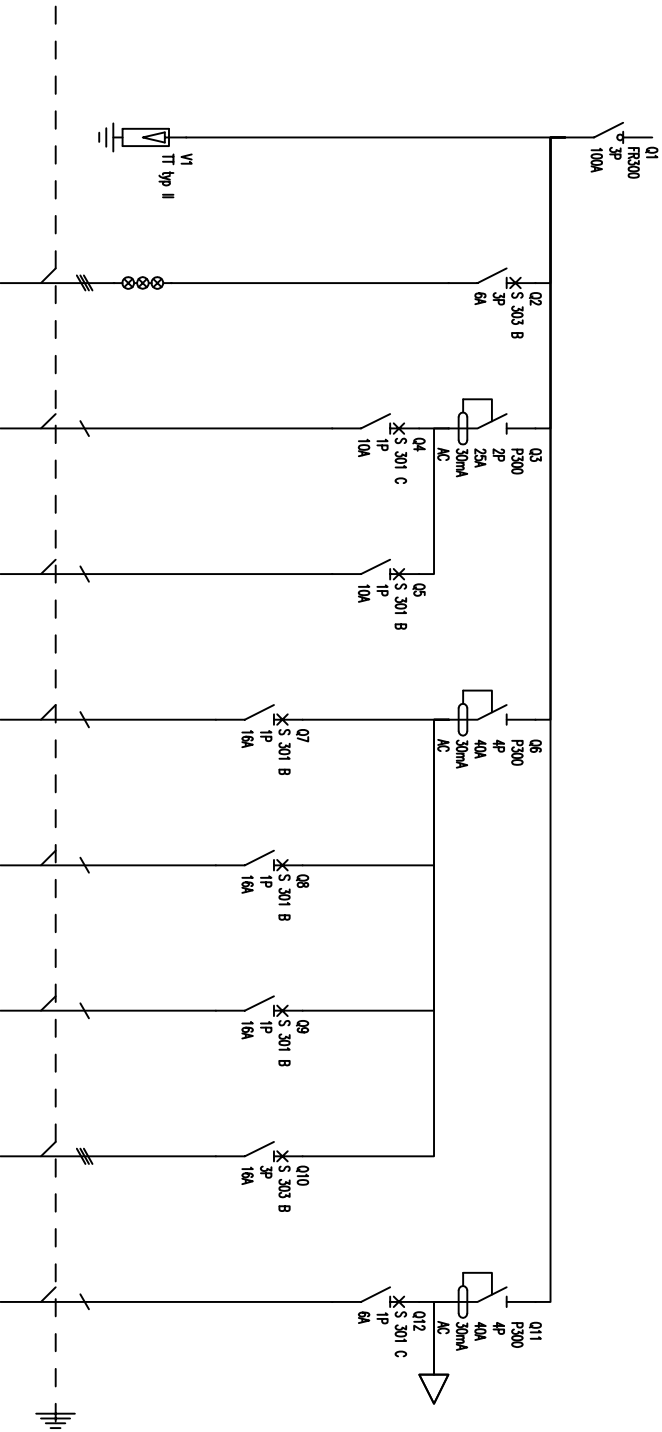 Q1
FR300
3P
100A
V1
TT typ II
Q2
S 303 B
3P
6A
Q3
P300
2P
25A
30mA
AC
Q4
S 301 C
1P
10A
Q5
S 301 B
1P
10A
Q6
P300
4P
40A
30mA
AC
Q7
S 301 B
1P
16A
Q8
S 301 B
1P
16A
Q9
S 301 B
1P
16A
Q10
S 303 B
3P
16A
Q11
P300
4P
40A
30mA
AC
Q12
S 301 C
1P
6A